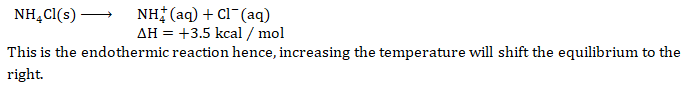 NH₄Cl(s) ⟶ NH₄⁺(aq) + Cl⁻(aq)
ΔH = +3.5 kcal / mol
This is the endothermic reaction hence, increasing the temperature will shift the equilibrium to the
right.